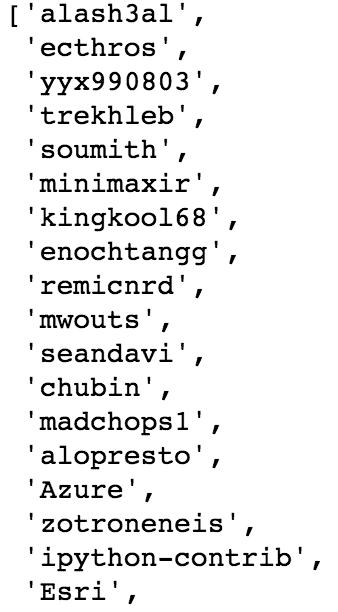 ['alash3al',
'ecthros',
'yyx990803',
'trekhleb',
'soumith',
'minimaxir',
'kingkool68',
'enochtangg',
'remicnrd',
'mwouts',
'seandavi',
'chubin',
'madchops1',
'alopresto',
'Azure',
'zotroneneis',
'ipython-contrib',
'Esri',